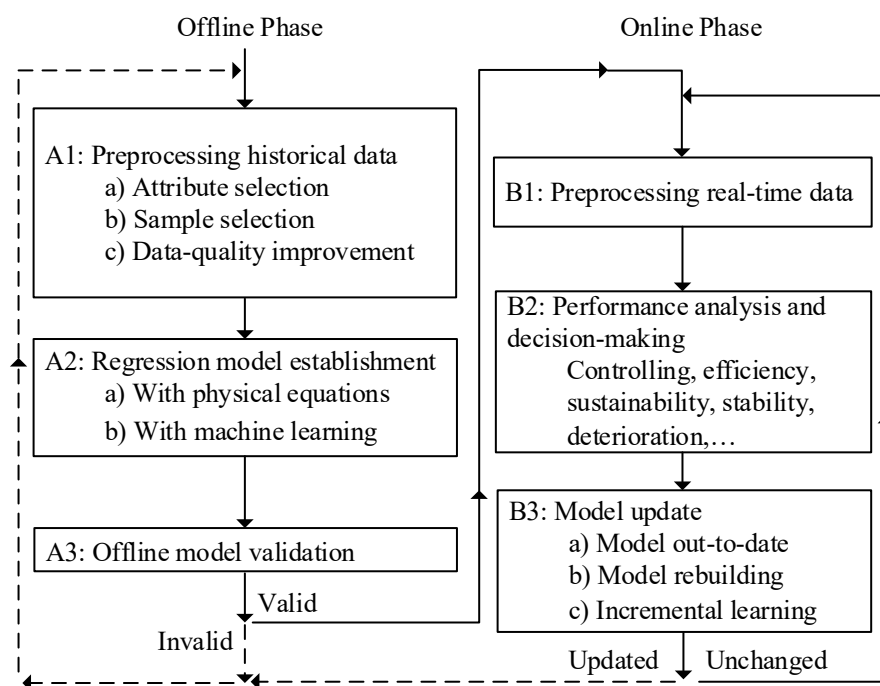 Offline Phase
A1: Preprocessing historical data
a) Attribute selection
b) Sample selection
c) Data-quality improvement
A2: Regression model establishment
a) With physical equations
b) With machine learning
A3: Offline model validation
Valid
Invalid
Online Phase
B1: Preprocessing real-time data
B2: Performance analysis and
decision-making
Controlling, efficiency,
sustainability, stability,
deterioration,…
B3: Model update
a) Model out-to-date
b) Model rebuilding
c) Incremental learning
Updated
Unchanged